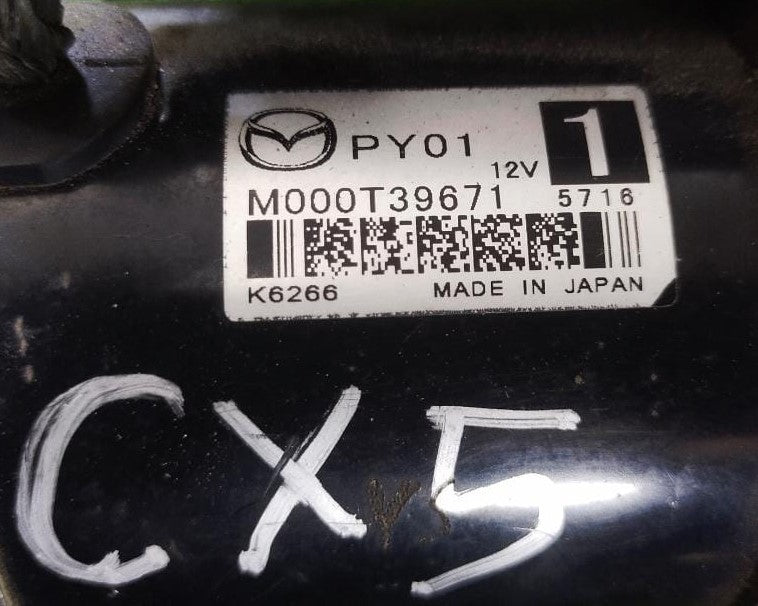 PY01
12V
1
M000T39671
5716
K6266
MADE IN JAPAN
CX5